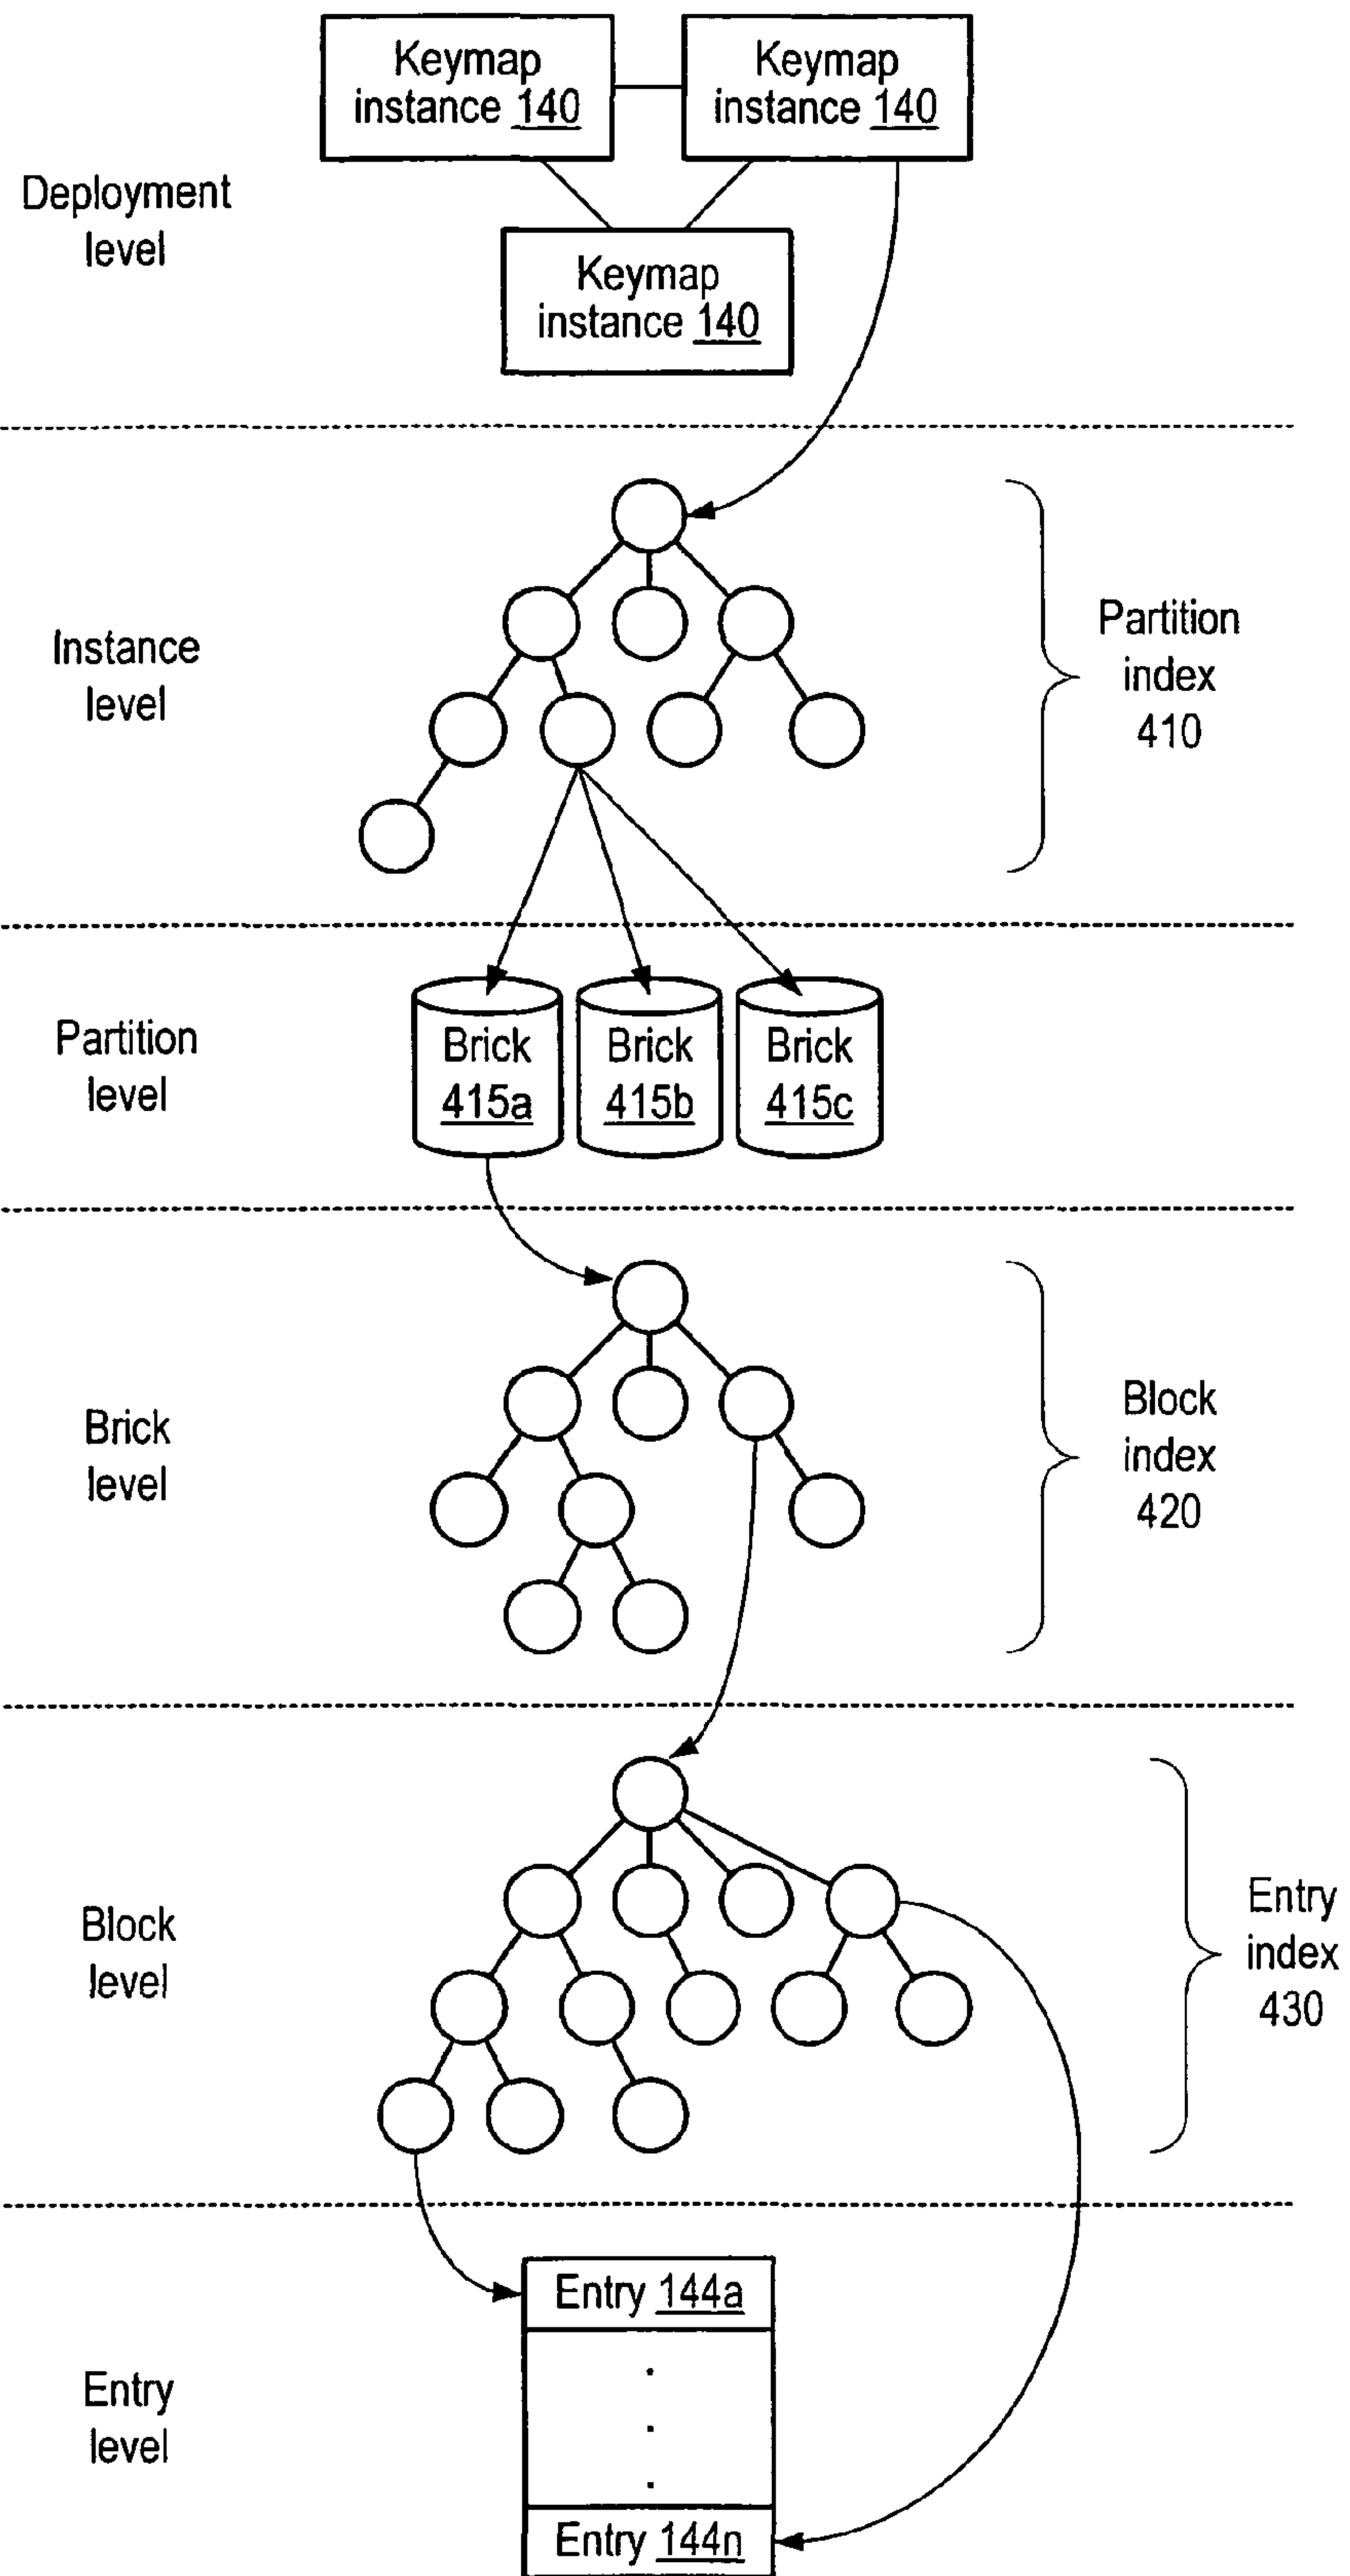 Keymap
instance 140
Keymap
instance 140
Deployment
level
Keymap
instance 140
Instance
level
Partition
index
410
Partition
level
Brick
415a
Brick
415b
Brick
415c
Brick
level
Block
index
420
Block
level
Entry
index
430
Entry
level
Entry 144a
.
.
.
Entry 144n